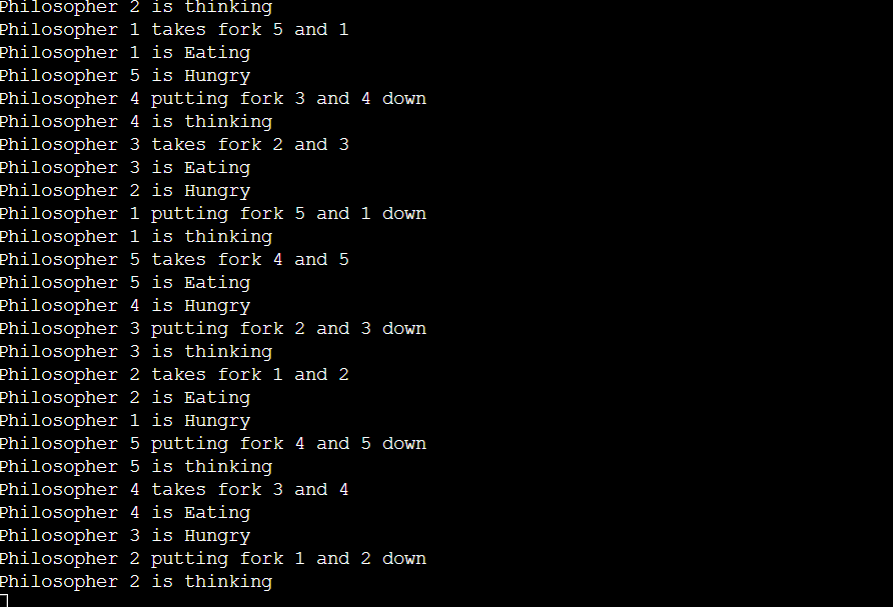 Philosopher 2 is thinking
Philosopher 1 takes fork 5 and 1
Philosopher 1 is Eating
Philosopher 5 is Hungry
Philosopher 4 putting fork 3 and 4 down
Philosopher 4 is thinking
Philosopher 3 takes fork 2 and 3
Philosopher 3 is Eating
Philosopher 2 is Hungry
Philosopher 1 putting fork 5 and 1 down
Philosopher 1 is thinking
Philosopher 5 takes fork 4 and 5
Philosopher 5 is Eating
Philosopher 4 is Hungry
Philosopher 3 putting fork 2 and 3 down
Philosopher 3 is thinking
Philosopher 2 takes fork 1 and 2
Philosopher 2 is Eating
Philosopher 1 is Hungry
Philosopher 5 putting fork 4 and 5 down
Philosopher 5 is thinking
Philosopher 4 takes fork 3 and 4
Philosopher 4 is Eating
Philosopher 3 is Hungry
Philosopher 2 putting fork 1 and 2 down
Philosopher 2 is thinking